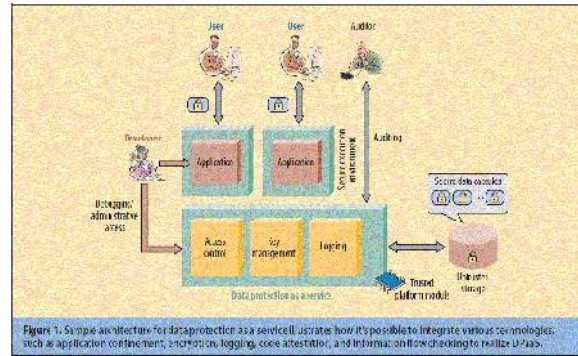 User
User
Auditor
Developer
Application
Application
Secure execution
environment
Auditing
Debugging/
administrative
access
Secure data capsules
Access
control
Key
management
Logging
Data protection as a service
Trusted
platform module
Untrusted
storage
Figure 1. Sample architecture for data protection as a service illustrates how it's possible to integrate various technologies,
such as application confinement, encryption, logging, code attestation, and information flow checking to realize DPaaS.